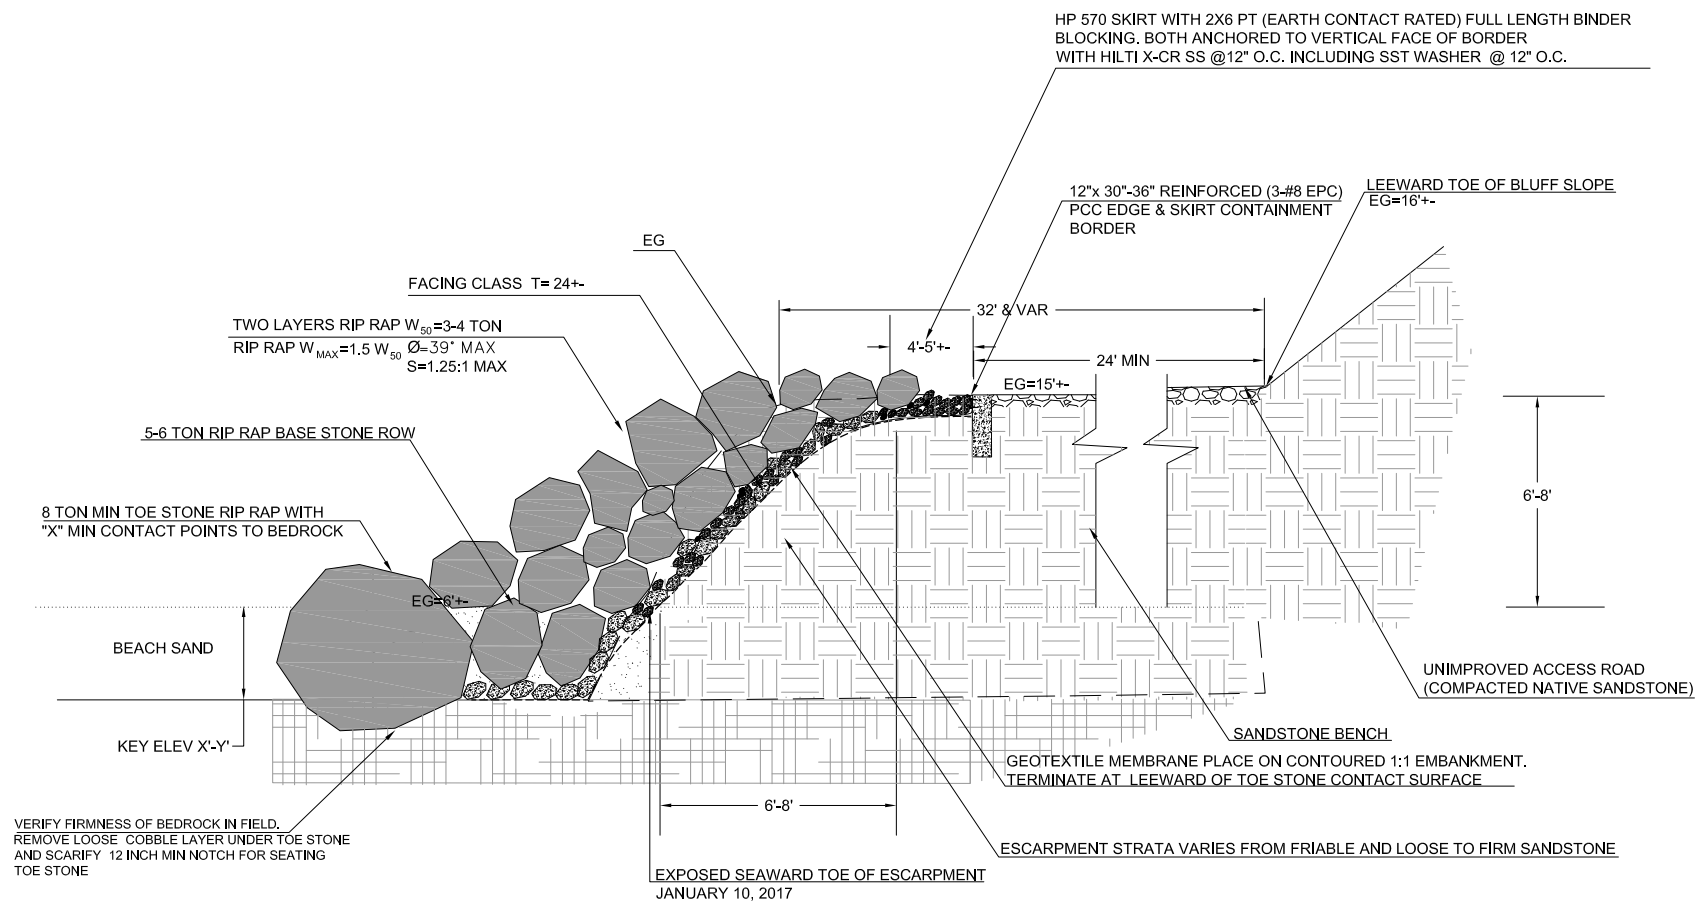 HP 570 SKIRT WITH 2X6 PT (EARTH CONTACT RATED) FULL LENGTH BINDER
BLOCKING. BOTH ANCHORED TO VERTICAL FACE OF BORDER
WITH HILTI X-CR SS @12" O.C. INCLUDING SST WASHER @ 12" O.C.
12"x 30"-36" REINFORCED (3-#8 EPC)
PCC EDGE & SKIRT CONTAINMENT
BORDER
LEEWARD TOE OF BLUFF SLOPE
EG=16'+-
EG
FACING CLASS T= 24+-
32' & VAR
TWO LAYERS RIP RAP W50=3-4 TON
RIP RAP WMAX=1.5 W50 Ø=39° MAX
S=1.25:1 MAX
4'-5'+-
24' MIN
EG=15'+-
5-6 TON RIP RAP BASE STONE ROW
8 TON MIN TOE STONE RIP RAP WITH
"X" MIN CONTACT POINTS TO BEDROCK
6'-8'
EG=6'+-
BEACH SAND
UNIMPROVED ACCESS ROAD
(COMPACTED NATIVE SANDSTONE)
SANDSTONE BENCH
KEY ELEV X'-Y'
GEOTEXTILE MEMBRANE PLACE ON CONTOURED 1:1 EMBANKMENT.
TERMINATE AT LEEWARD OF TOE STONE CONTACT SURFACE
6'-8'
VERIFY FIRMNESS OF BEDROCK IN FIELD.
REMOVE LOOSE COBBLE LAYER UNDER TOE STONE
AND SCARIFY 12 INCH MIN NOTCH FOR SEATING
TOE STONE
ESCARPMENT STRATA VARIES FROM FRIABLE AND LOOSE TO FIRM SANDSTONE
EXPOSED SEAWARD TOE OF ESCARPMENT
JANUARY 10, 2017